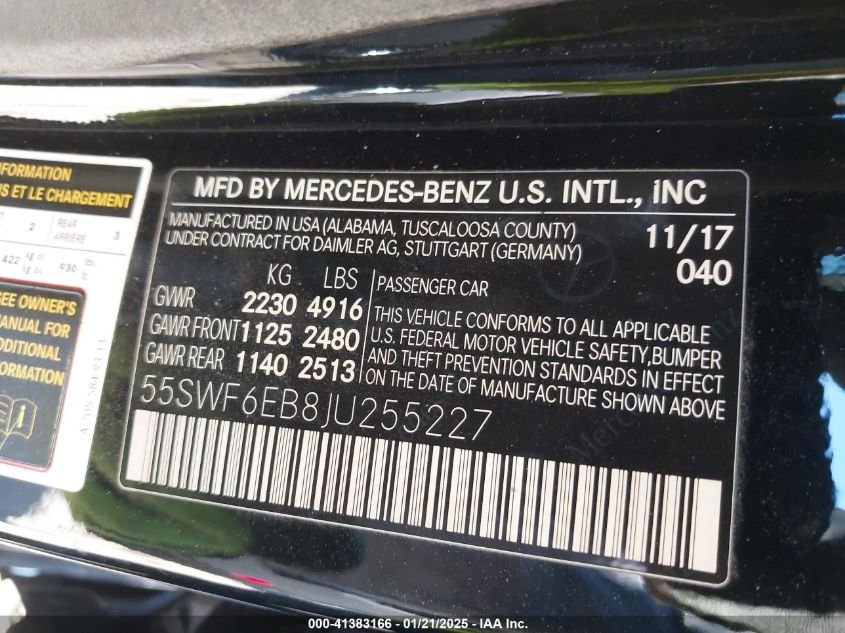 NFORMATION
NS ET LE CHARGEMENT
2 REAR ARRIÈRE 3
422 930
SEE OWNER'S
MANUAL FOR
ADDITIONAL
MFD BY MERCEDES-BENZ U.S. INTL., INC
MANUFACTURED IN USA (ALABAMA, TUSCALOOSA COUNTY)
UNDER CONTRACT FOR DAIMLER AG, STUTTGART (GERMANY)
11/17
040
KG LBS
GVWR 2230 4916
GAWR FRONT 1125 2480
GAWR REAR 1140 2513
PASSENGER CAR
THIS VEHICLE CONFORMS TO ALL APPLICABLE
U.S. FEDERAL MOTOR VEHICLE SAFETY, BUMPER
AND THEFT PREVENTION STANDARDS IN EFFECT
ON THE DATE OF MANUFACTURE SHOWN ABOVE
55SWF6EB8JU255227
000-41383166 - 01/21/2025 - © IAA Inc.